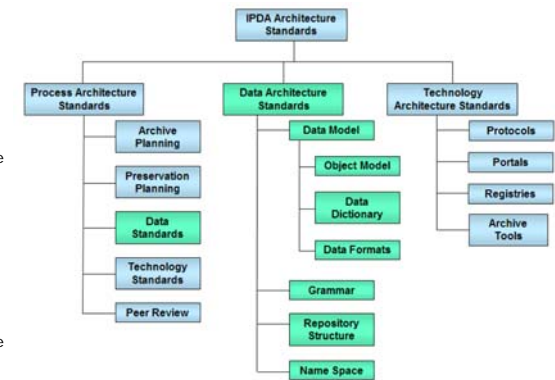 IPDA Architecture
Standards
Process Architecture
Standards
Archive
Planning
Preservation
Planning
Data
Standards
Technology
Standards
Peer Review
Data Architecture
Standards
Data Model
Object Model
Data
Dictionary
Data Formats
Grammar
Repository
Structure
Name Space
Technology
Architecture Standards
Protocols
Portals
Registries
Archive
Tools
e
e